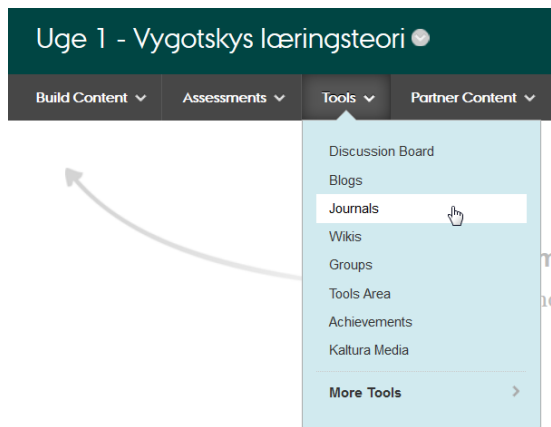 Uge 1 - Vygotskys læringsteori
Build Content Assessments Tools Partner Content
Discussion Board
Blogs
Journals
Wikis
Groups
Tools Area
Achievements
Kaltura Media
More Tools